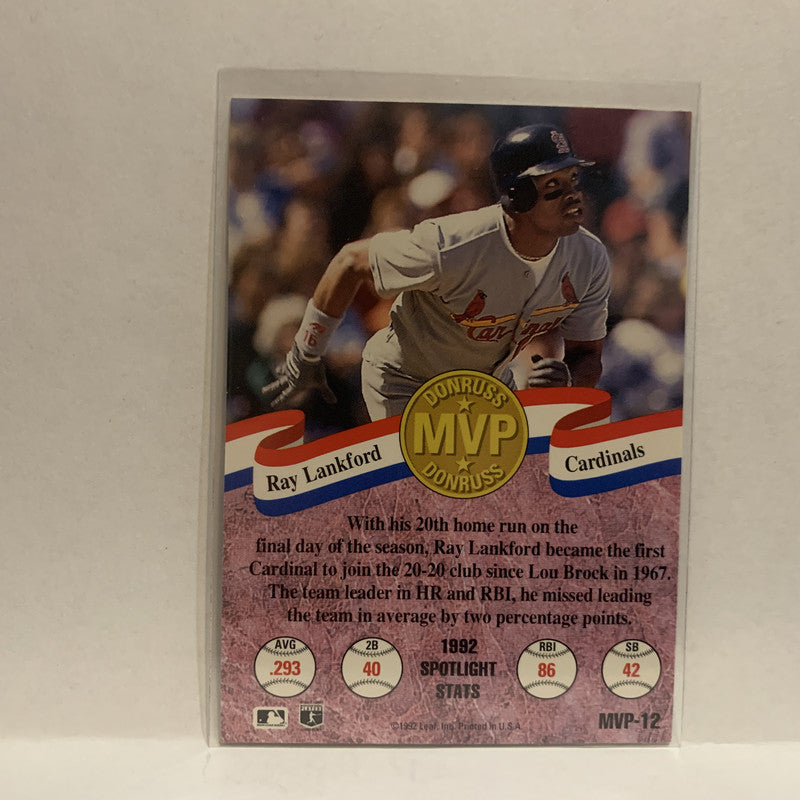 Cardinals
16
DONRUSS
MVP
DONRUSS
Ray Lankford
Cardinals
With his 20th home run on the
final day of the season, Ray Lankford became the first
Cardinal to join the 20-20 club since Lou Brock in 1967.
The team leader in HR and RBI, he missed leading
the team in average by two percentage points.
AVG
.293
2B
40
1992
SPOTLIGHT
STATS
RBI
86
SB
42
©1992 Leaf, Inc. Printed in U.S.A.
MVP-12